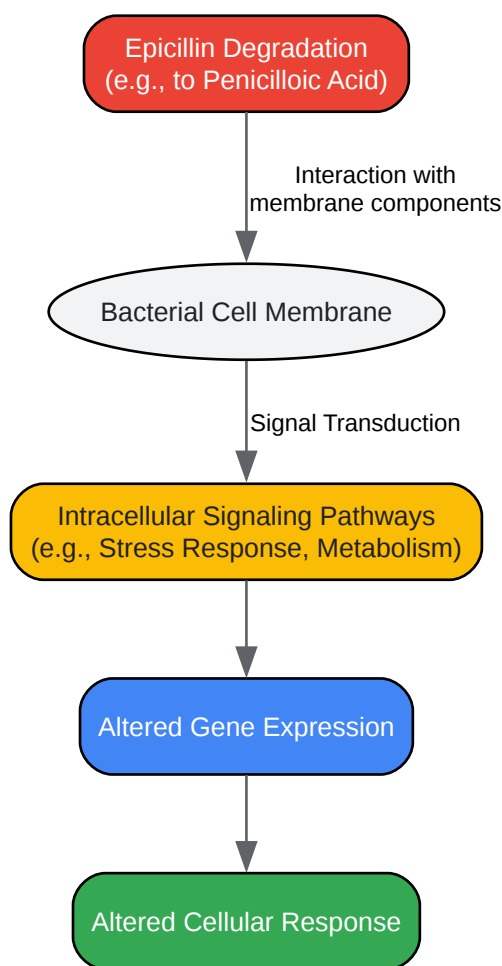 Epicillin Degradation
(e.g., to Penicilloic Acid)
Interaction with
membrane components
Bacterial Cell Membrane
Signal Transduction
Intracellular Signaling Pathways
(e.g., Stress Response, Metabolism)
Altered Gene Expression
Altered Cellular Response